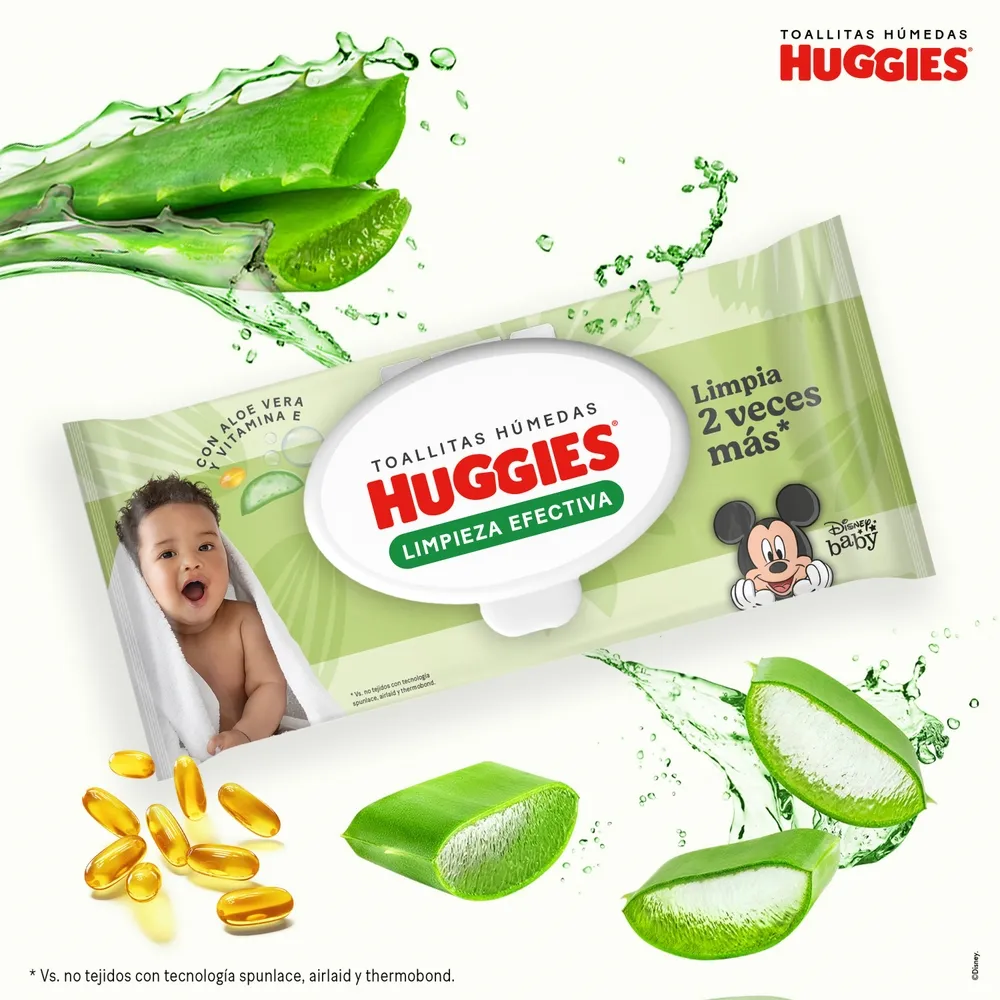 TOALLITAS HÚMEDAS
HUGGIES®
CON ALOE VERA
Y VITAMINA E
TOALLITAS HÚMEDAS
HUGGIES®
LIMPIEZA EFECTIVA
Limpia
2 veces
más*
Disney
baby
* Vs. no tejidos con tecnología
spunlace, airlaid y thermobond.
* Vs. no tejidos con tecnología spunlace, airlaid y thermobond.
©Disney.